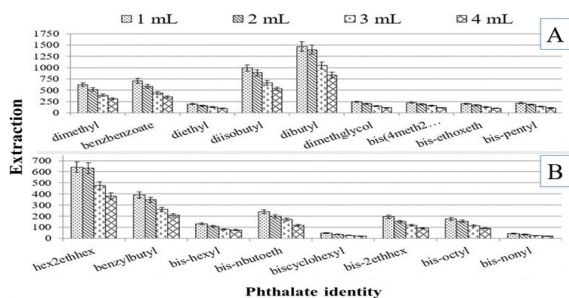 1 mL 2 mL 3 mL 4 mL
A
1750
1500
1250
1000
750
500
250
0
dimethyl
benzbenzoate
diethyl
diisobutyl
dibutyl
dimethglycol
bis(4meth2...
bis-ethoxeth
bis-pentyl
Extraction
B
700
600
500
400
300
200
100
0
hex2ethhex
benzylbutyl
bis-hexyl
bis-nbutoeth
biscyclohexyl
bis-2ethhex
bis-octyl
bis-nonyl
Phthalate identity